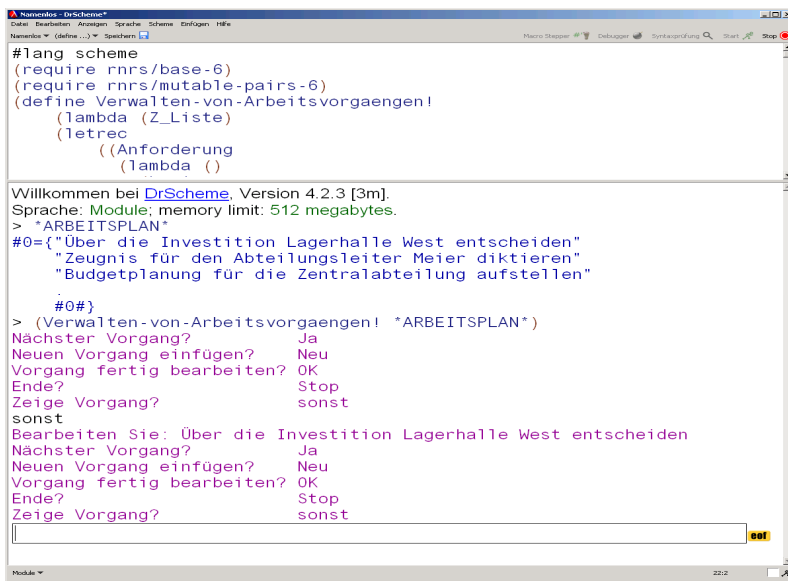 Namenlos - DrScheme*
Datei Bearbeiten Anzeigen Sprache Scheme Einfügen Hilfe
Namenlos (define ...) Speichern Macro Stepper #' Debugger Syntaxprüfung Start Stop
#lang scheme
(require rnrs/base-6)
(require rnrs/mutable-pairs-6)
(define Verwalten-von-Arbeitsvorgaengen!
(lambda (Z_Liste)
(letrec
((Anforderung
(lambda ()
Willkommen bei DrScheme, Version 4.2.3 [3m].
Sprache: Module; memory limit: 512 megabytes.
> *ARBEITSPLAN*
#0={"Über die Investition Lagerhalle West entscheiden"
"Zeugnis für den Abteilungsleiter Meier diktieren"
"Budgetplanung für die Zentralabteilung aufstellen"
.
#0#}
> (Verwalten-von-Arbeitsvorgaengen! *ARBEITSPLAN*)
Nächster Vorgang? Ja
Neuen Vorgang einfügen? Neu
Vorgang fertig bearbeiten? OK
Ende? Stop
Zeige Vorgang? sonst
sonst
Bearbeiten Sie: Über die Investition Lagerhalle West entscheiden
Nächster Vorgang? Ja
Neuen Vorgang einfügen? Neu
Vorgang fertig bearbeiten? OK
Ende? Stop
Zeige Vorgang? sonst
eof
Module 22:2